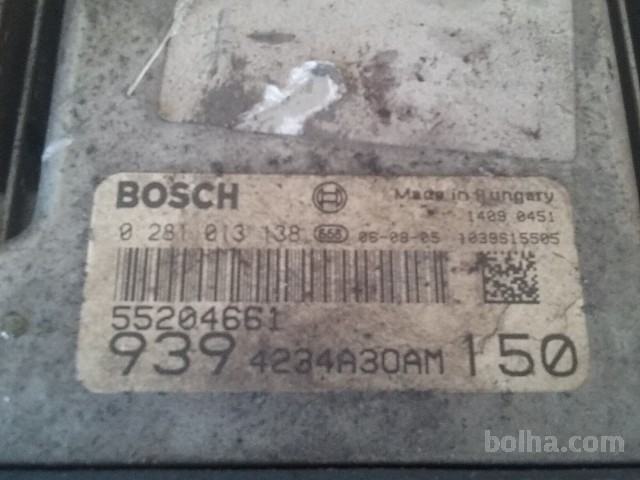 BOSCH Made in Hungary
1409 0451
0 281 013 138 666 06-08-05 1039S15505
55204661
939 4234A30AM 150
bolha.com